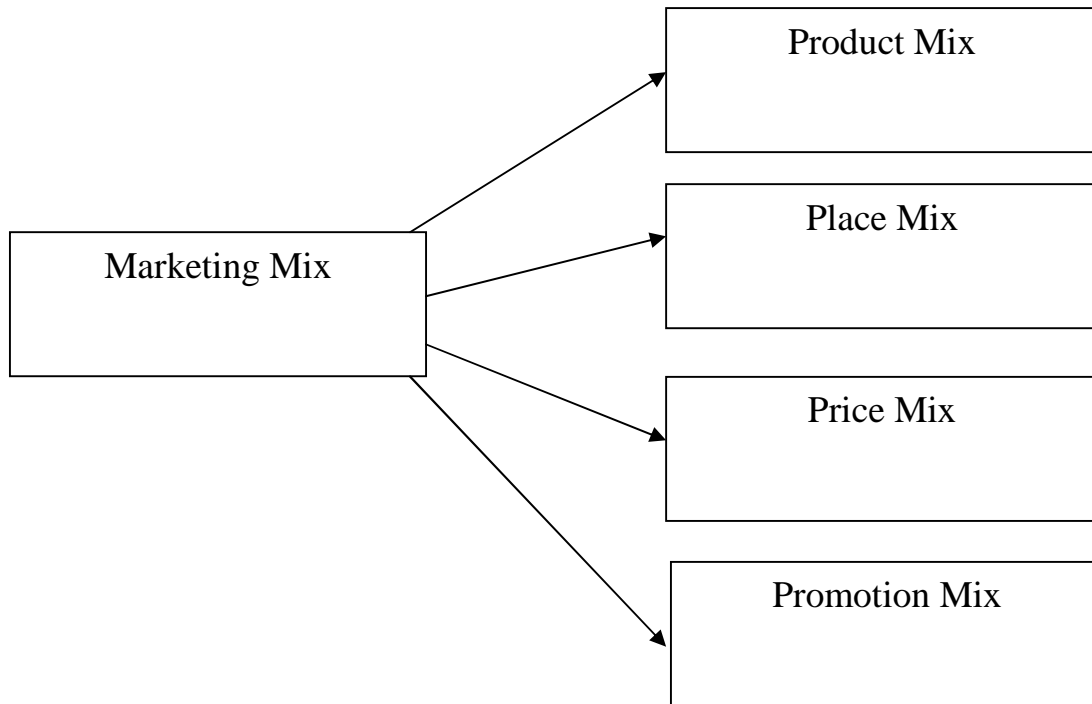 Product Mix
Place Mix
Marketing Mix
Price Mix
Promotion Mix